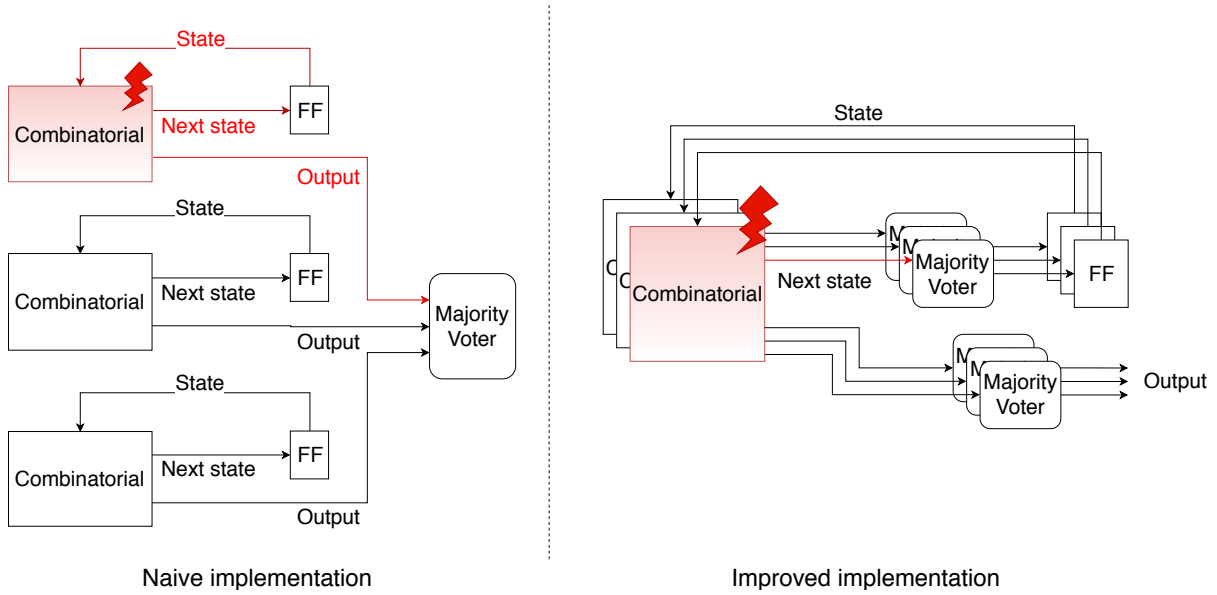 State
Combinatorial
Next state
FF
Output
State
Combinatorial
Next state
FF
Output
Majority
Voter
State
Combinatorial
Next state
FF
Output
Naive implementation
State
Combinatorial
Next state
Majority
Voter
FF
Majority
Voter
Output
Improved implementation